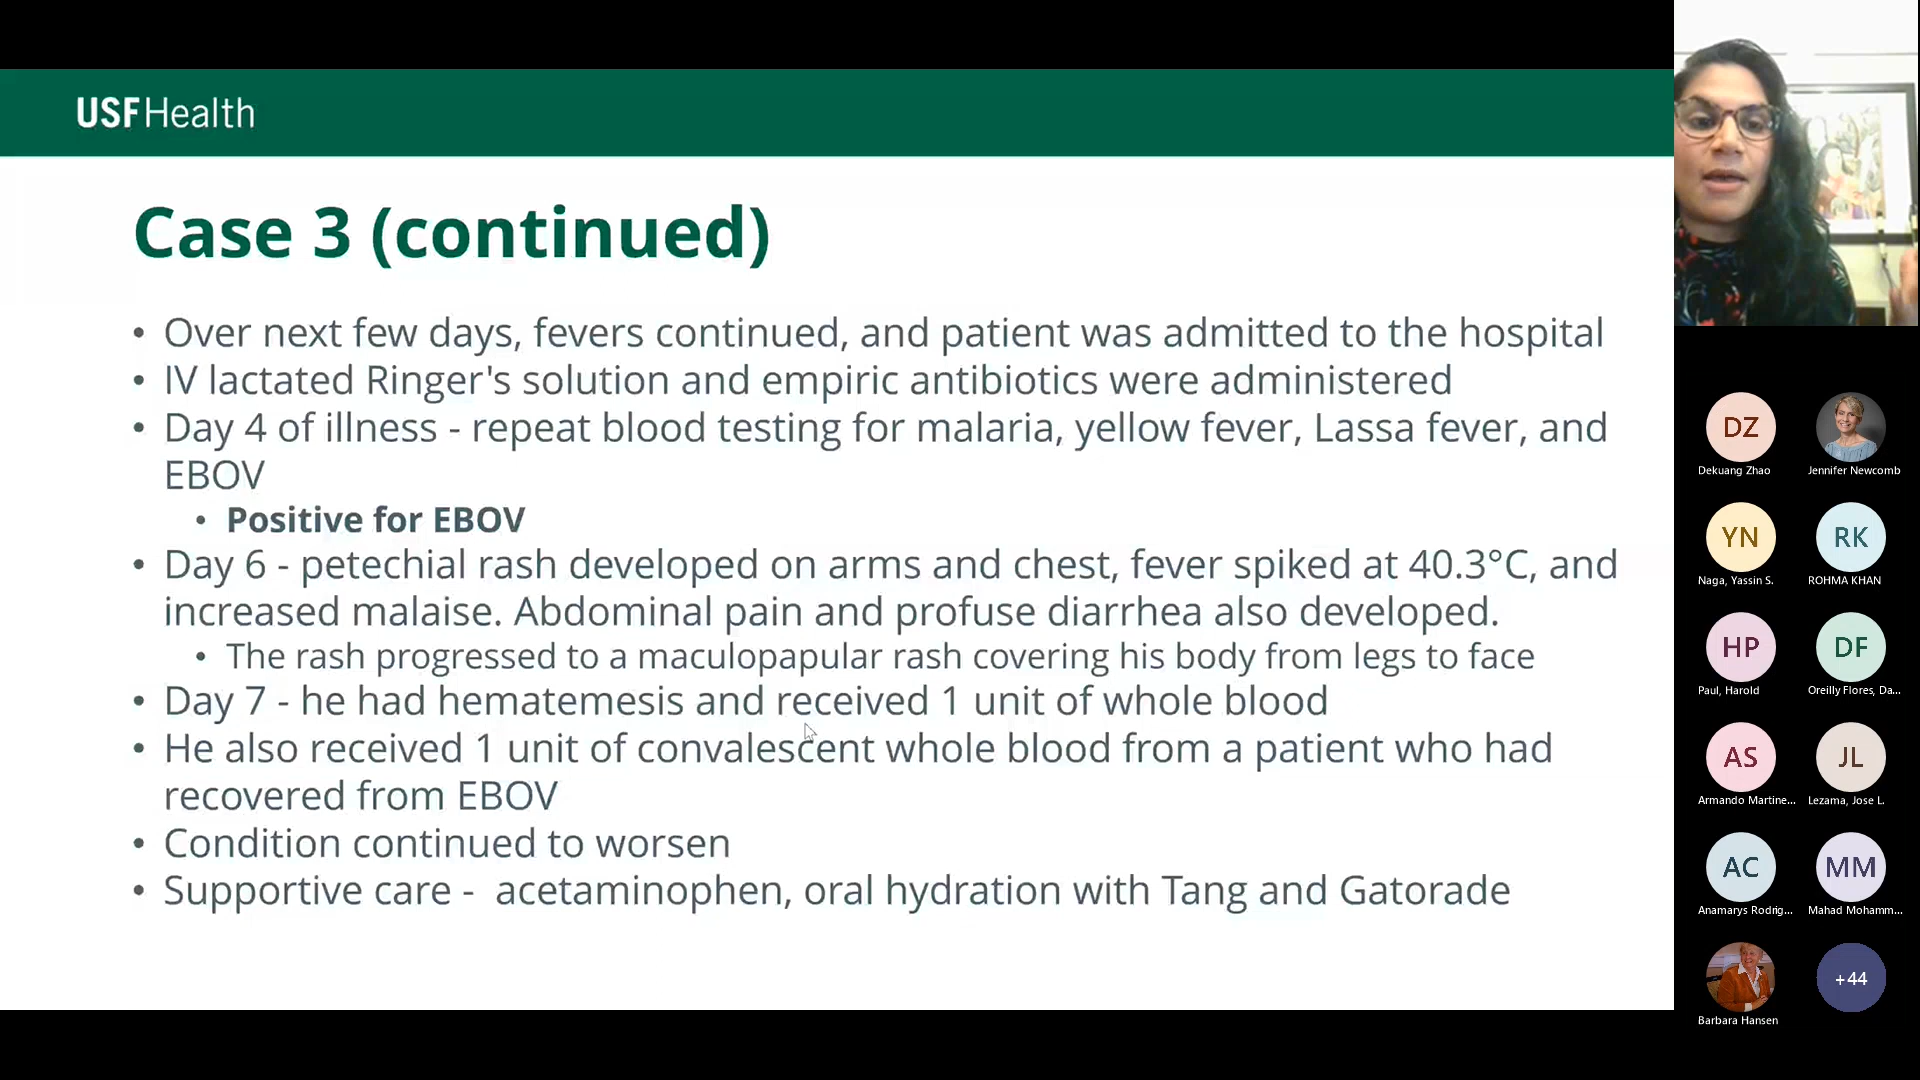 USFHealth
Case 3 (continued)
• Over next few days, fevers continued, and patient was admitted to the hospital
• IV lactated Ringer's solution and empiric antibiotics were administered
• Day 4 of illness - repeat blood testing for malaria, yellow fever, Lassa fever, and
EBOV
• Positive for EBOV
• Day 6 - petechial rash developed on arms and chest, fever spiked at 40.3°C, and
increased malaise. Abdominal pain and profuse diarrhea also developed.
• The rash progressed to a maculopapular rash covering his body from legs to face
• Day 7 - he had hematemesis and received 1 unit of whole blood
• He also received 1 unit of convalescent whole blood from a patient who had
recovered from EBOV
• Condition continued to worsen
• Supportive care - acetaminophen, oral hydration with Tang and Gatorade
DZ
Dekuang Zhao
Jennifer Newcomb
YN
Naga, Yassin S.
RK
ROHMA KHAN
HP
Paul, Harold
DF
Oreilly Flores, Da...
AS
Armando Martine...
JL
Lezama, Jose L.
AC
Anamarys Rodrig...
MM
Mahad Mohamm...
Barbara Hansen
+44